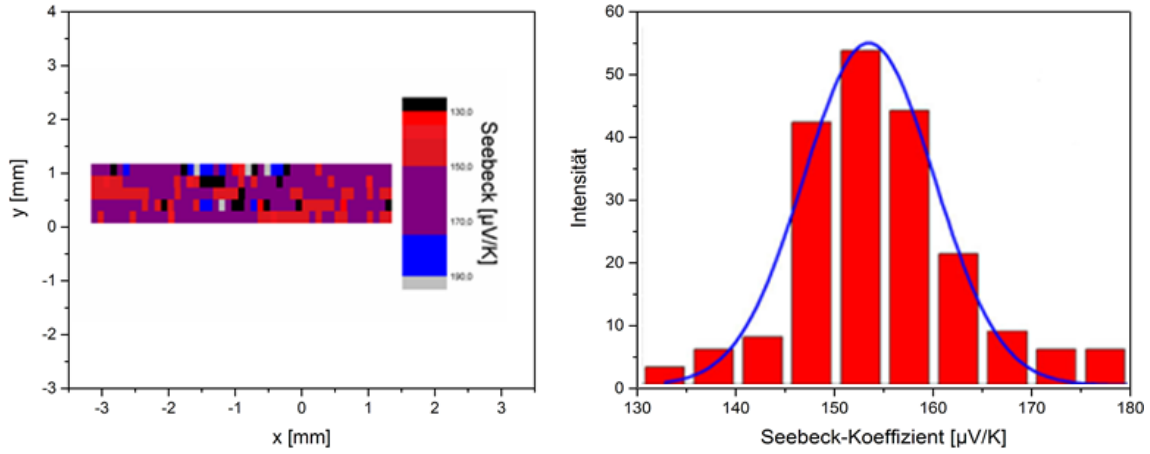 4
3
2
1
0
-1
-2
-3
y [mm]
-3 -2 -1 0 1 2 3
x [mm]
130.0
150.0
170.0
190.0
Seebeck [µV/K]
60
50
40
30
20
10
0
Intensität
130 140 150 160 170 180
Seebeck-Koeffizient [µV/K]